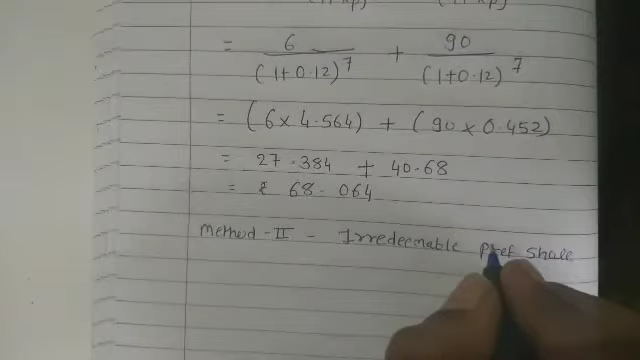 = 6 / (1+0.12)^7 + 90 / (1+0.12)^7
= (6 x 4.564) + (90 x 0.452)
= 27.384 + 40.68
= ₹ 68.064
Method-II - Irredeemable Pref Share